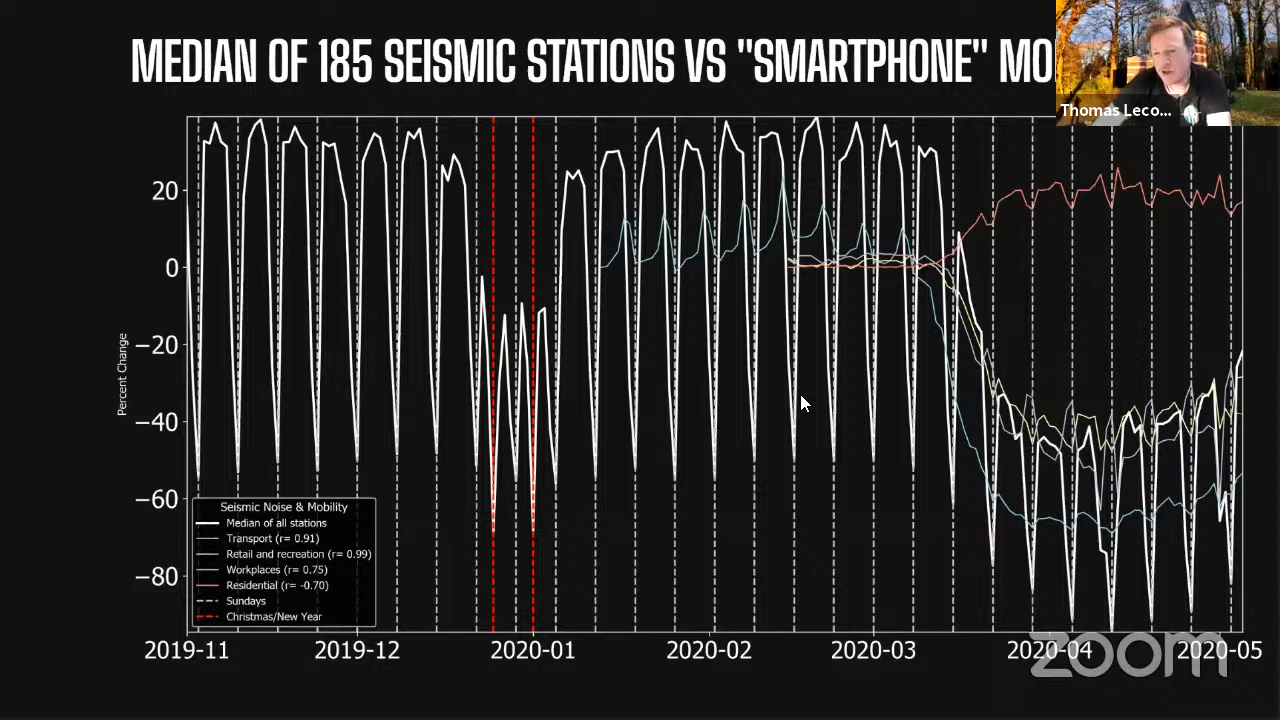 MEDIAN OF 185 SEISMIC STATIONS VS "SMARTPHONE" MO
Thomas Leco...
20
0
−20
−40
−60
−80
Percent Change
Seismic Noise & Mobility
Median of all stations
Transport (r= 0.91)
Retail and recreation (r= 0.99)
Workplaces (r= 0.75)
Residential (r= -0.70)
Sundays
Christmas/New Year
2019-11
2019-12
2020-01
2020-02
2020-03
2020-04
2020-05
zoom